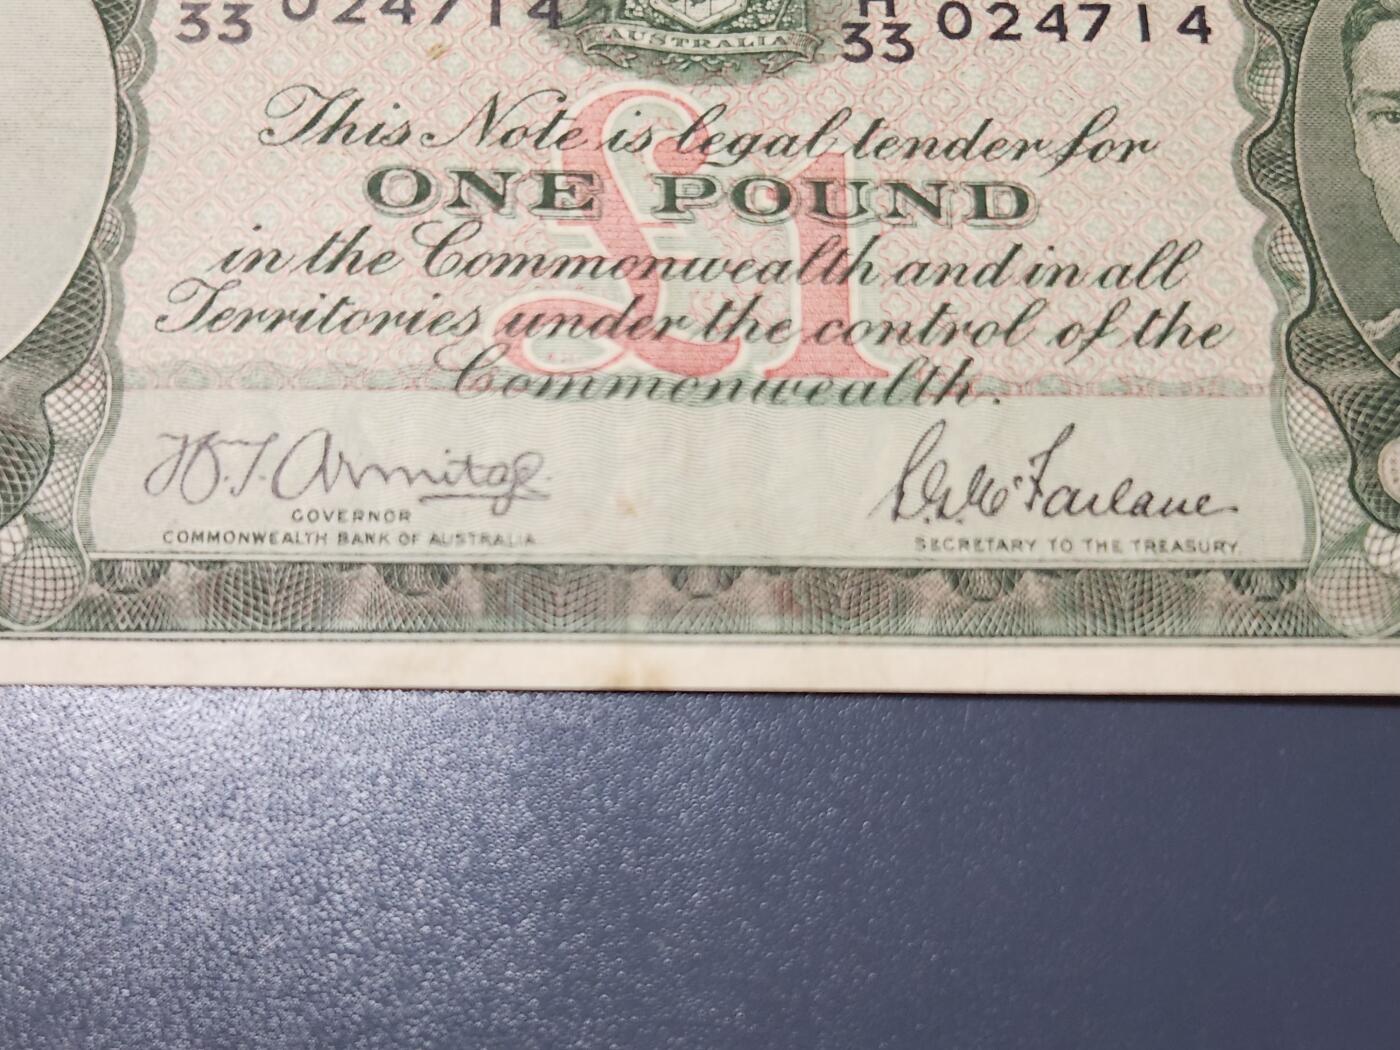 33 024714
H
33 024714
AUSTRALIA
This Note is legal tender for
ONE POUND
£1
in the Commonwealth and in all
Territories under the control of the
Commonwealth.
H.T. Armitage
GOVERNOR
COMMONWEALTH BANK OF AUSTRALIA
S.G. McFarlane
SECRETARY TO THE TREASURY